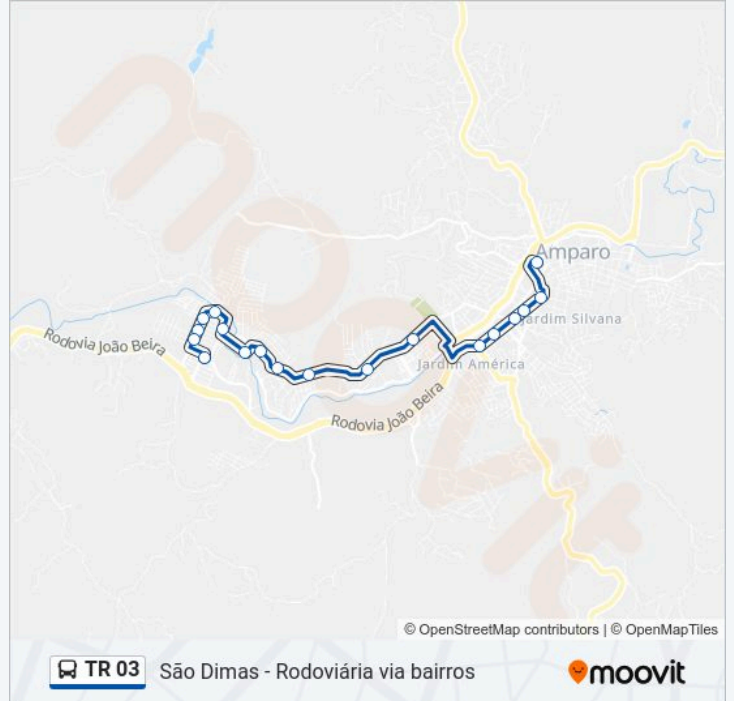 moovit
Amparo
Jardim Silvana
Rodovia João Beira
Jardim América
Rodovia João Beira
© OpenStreetMap contributors | © OpenMapTiles
TR 03 São Dimas - Rodoviária via bairros moovit